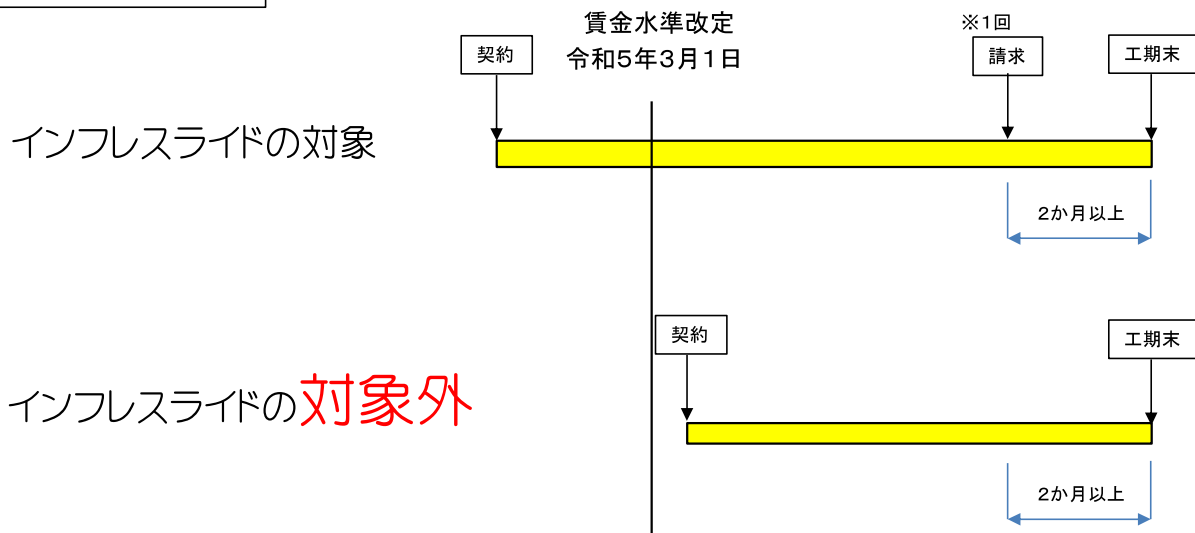 賃金水準改定
令和5年3月1日
※1回
契約
請求
工期末
インフレスライドの対象
2か月以上
契約
工期末
インフレスライドの対象外
2か月以上